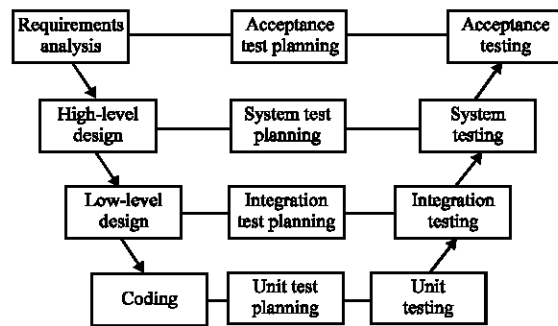 Requirements
analysis
Acceptance
test planning
Acceptance
testing
High-level
design
System test
planning
System
testing
Low-level
design
Integration
test planning
Integration
testing
Coding
Unit test
planning
Unit
testing